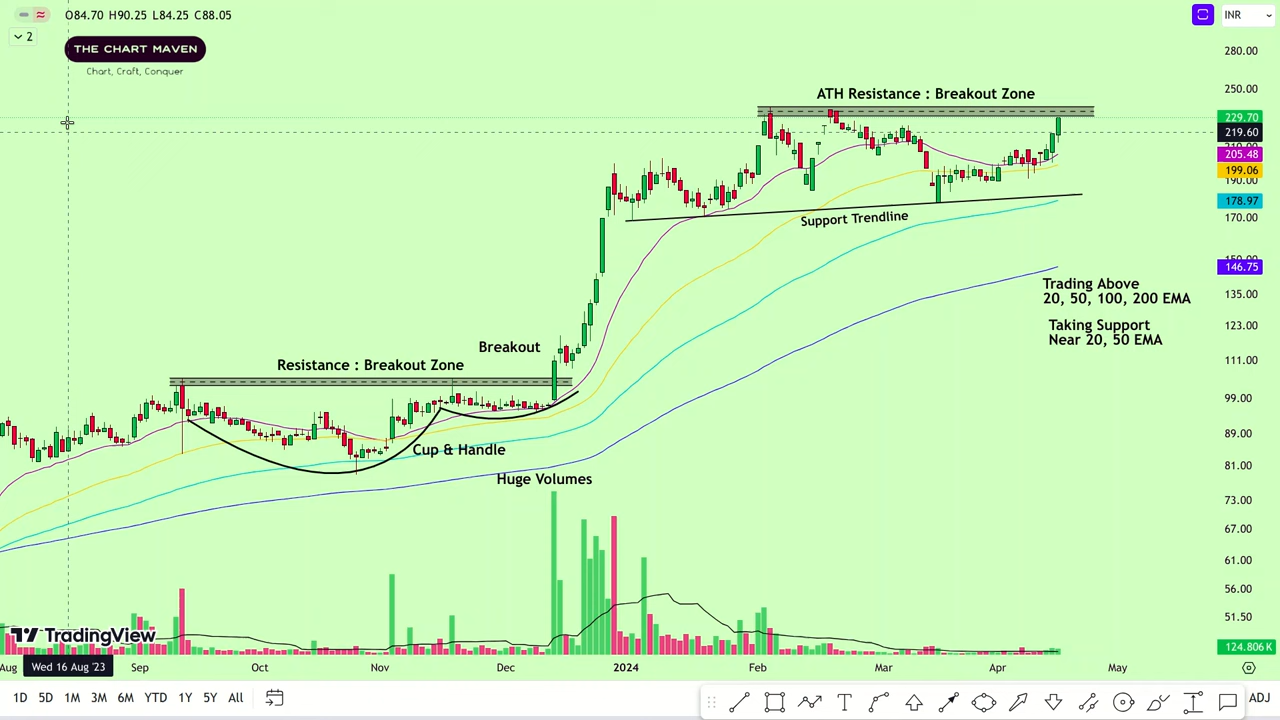 O84.70 H90.25 L84.25 C88.05
INR
2
THE CHART MAVEN
Chart, Craft, Conquer
280.00
250.00
ATH Resistance : Breakout Zone
229.70
219.60
205.48
199.06
190.00
178.97
170.00
Support Trendline
146.75
Trading Above
20, 50, 100, 200 EMA
135.00
Taking Support
Near 20, 50 EMA
123.00
Breakout
Resistance : Breakout Zone
111.00
99.00
89.00
Cup & Handle
81.00
Huge Volumes
73.00
67.00
61.00
56.00
51.50
TradingView
124.806 K
Aug Wed 16 Aug '23 Sep Oct Nov Dec 2024 Feb Mar Apr May
1D 5D 1M 3M 6M YTD 1Y 5Y All
ADJ